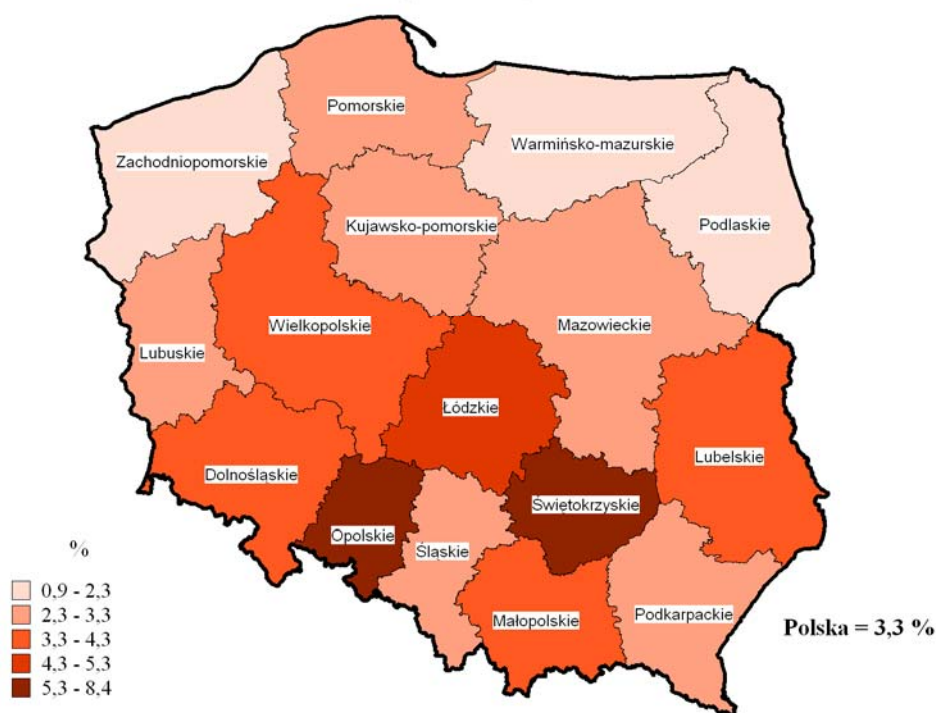 Pomorskie
Warmińsko-mazurskie
Zachodniopomorskie
Podlaskie
Kujawsko-pomorskie
Wielkopolskie
Mazowieckie
Lubuskie
Łódzkie
Lubelskie
Dolnośląskie
Świętokrzyskie
Opolskie
Śląskie
Małopolskie
Podkarpackie
%
0,9 - 2,3
2,3 - 3,3
3,3 - 4,3
4,3 - 5,3
5,3 - 8,4
Polska = 3,3 %